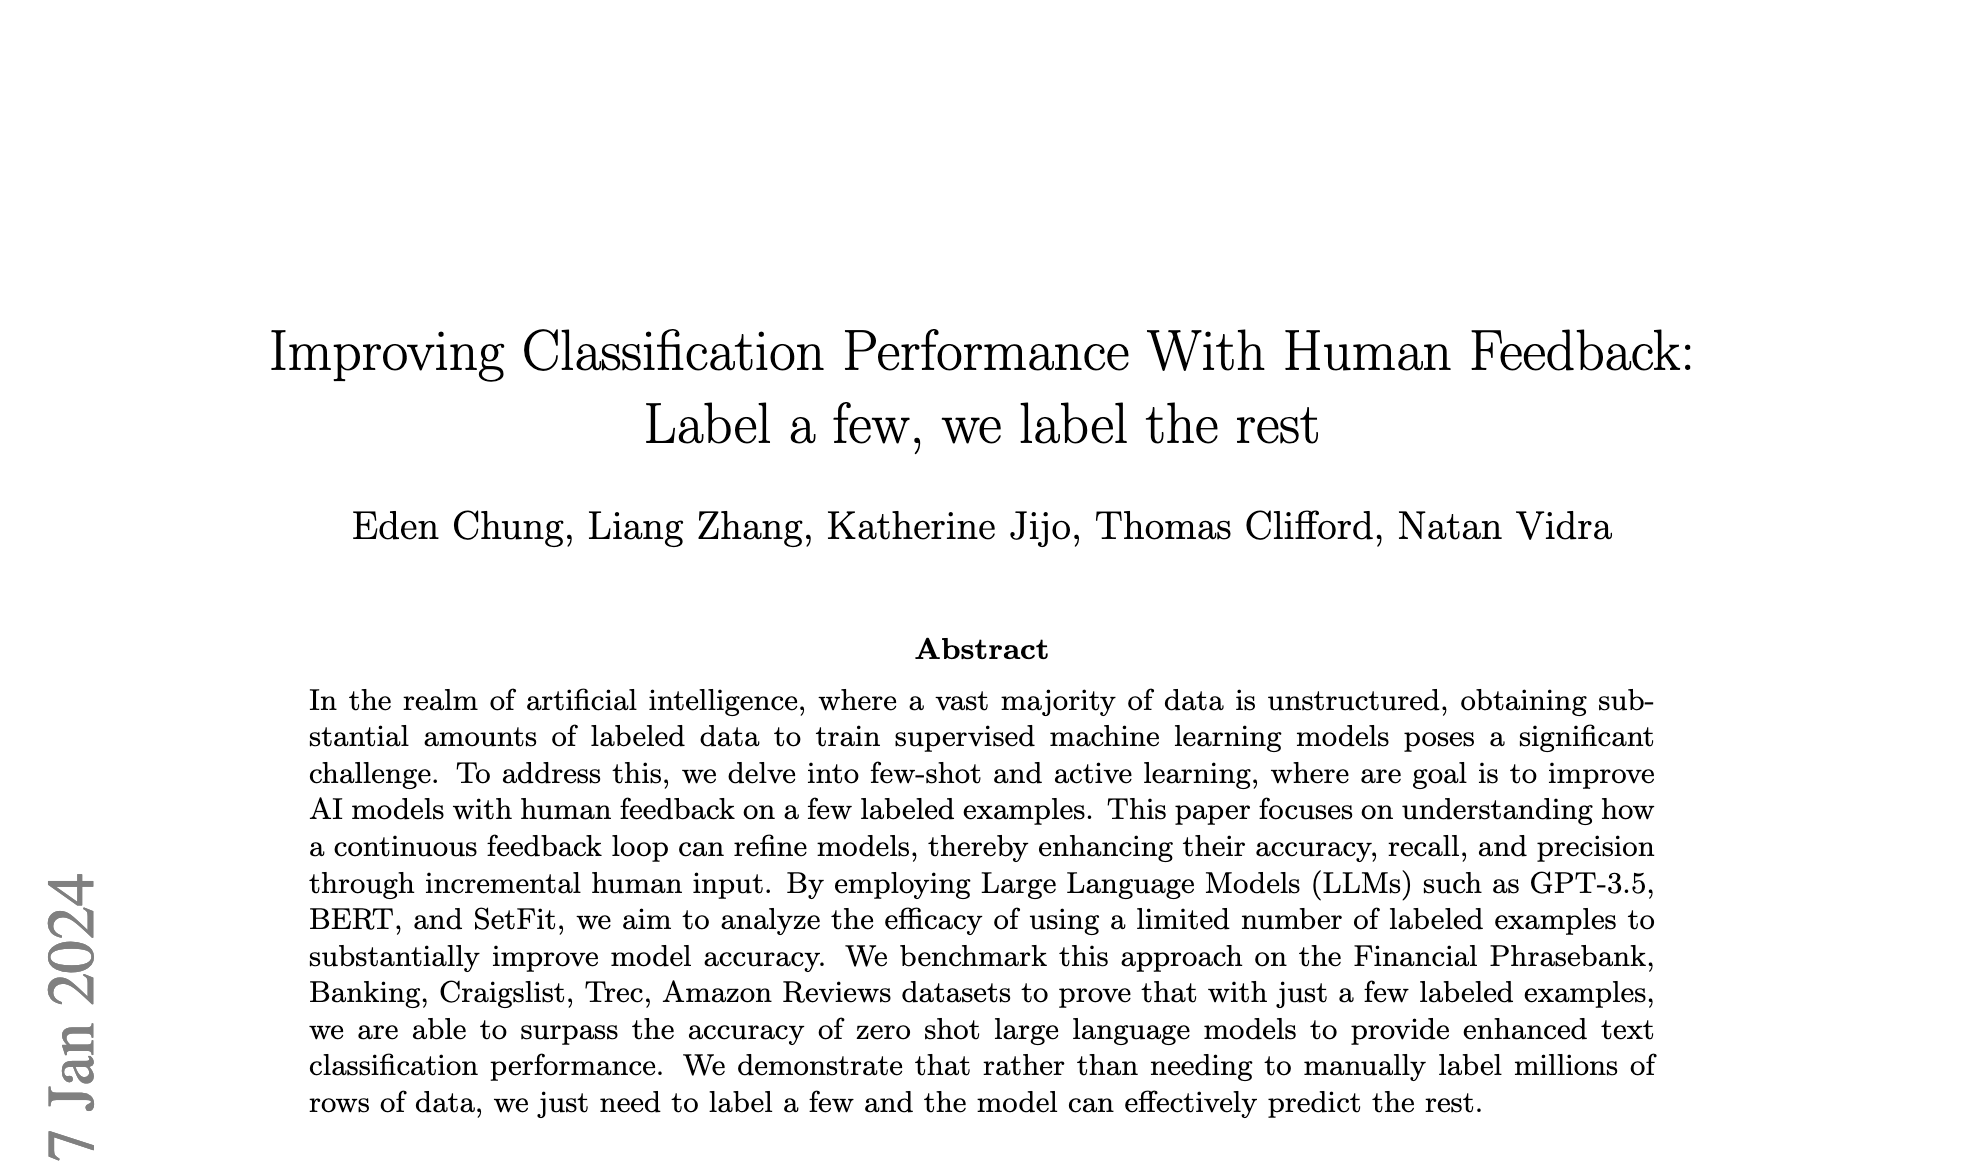 Improving Classification Performance With Human Feedback:
Label a few, we label the rest
Eden Chung, Liang Zhang, Katherine Jijo, Thomas Clifford, Natan Vidra
Abstract
In the realm of artificial intelligence, where a vast majority of data is unstructured, obtaining sub-
stantial amounts of labeled data to train supervised machine learning models poses a significant
challenge. To address this, we delve into few-shot and active learning, where are goal is to improve
AI models with human feedback on a few labeled examples. This paper focuses on understanding how
a continuous feedback loop can refine models, thereby enhancing their accuracy, recall, and precision
through incremental human input. By employing Large Language Models (LLMs) such as GPT-3.5,
BERT, and SetFit, we aim to analyze the efficacy of using a limited number of labeled examples to
substantially improve model accuracy. We benchmark this approach on the Financial Phrasebank,
Banking, Craigslist, Trec, Amazon Reviews datasets to prove that with just a few labeled examples,
we are able to surpass the accuracy of zero shot large language models to provide enhanced text
classification performance. We demonstrate that rather than needing to manually label millions of
rows of data, we just need to label a few and the model can effectively predict the rest.
7 Jan 2024